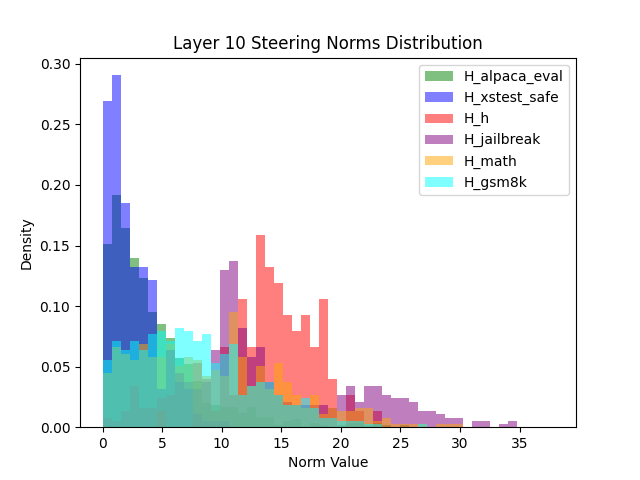 Layer 10 Steering Norms Distribution
0.30
0.25
0.20
0.15
0.10
0.05
0.00
Density
H_alpaca_eval
H_xstest_safe
H_h
H_jailbreak
H_math
H_gsm8k
0 5 10 15 20 25 30 35
Norm Value